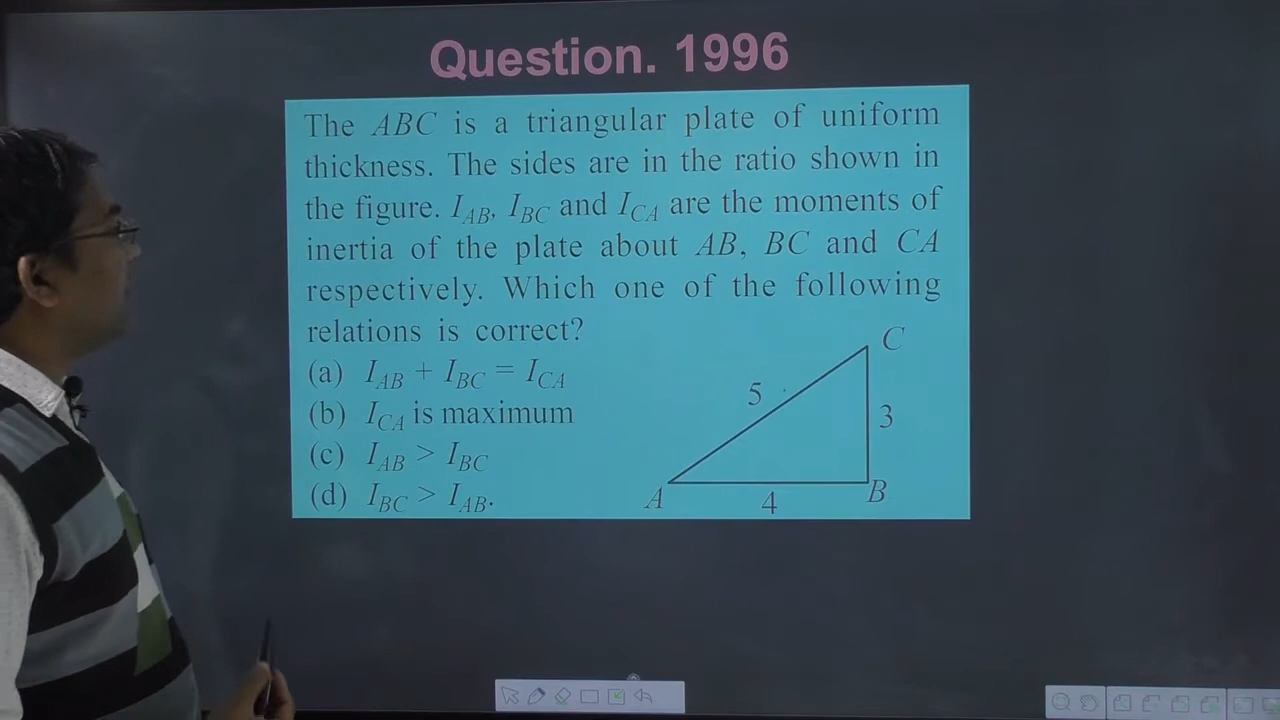 Question. 1996
The ABC is a triangular plate of uniform
thickness. The sides are in the ratio shown in
the figure. I_AB, I_BC and I_CA are the moments of
inertia of the plate about AB, BC and CA
respectively. Which one of the following
relations is correct?
(a) I_AB + I_BC = I_CA
(b) I_CA is maximum
(c) I_AB > I_BC
(d) I_BC > I_AB.
C
5
3
A
B
4